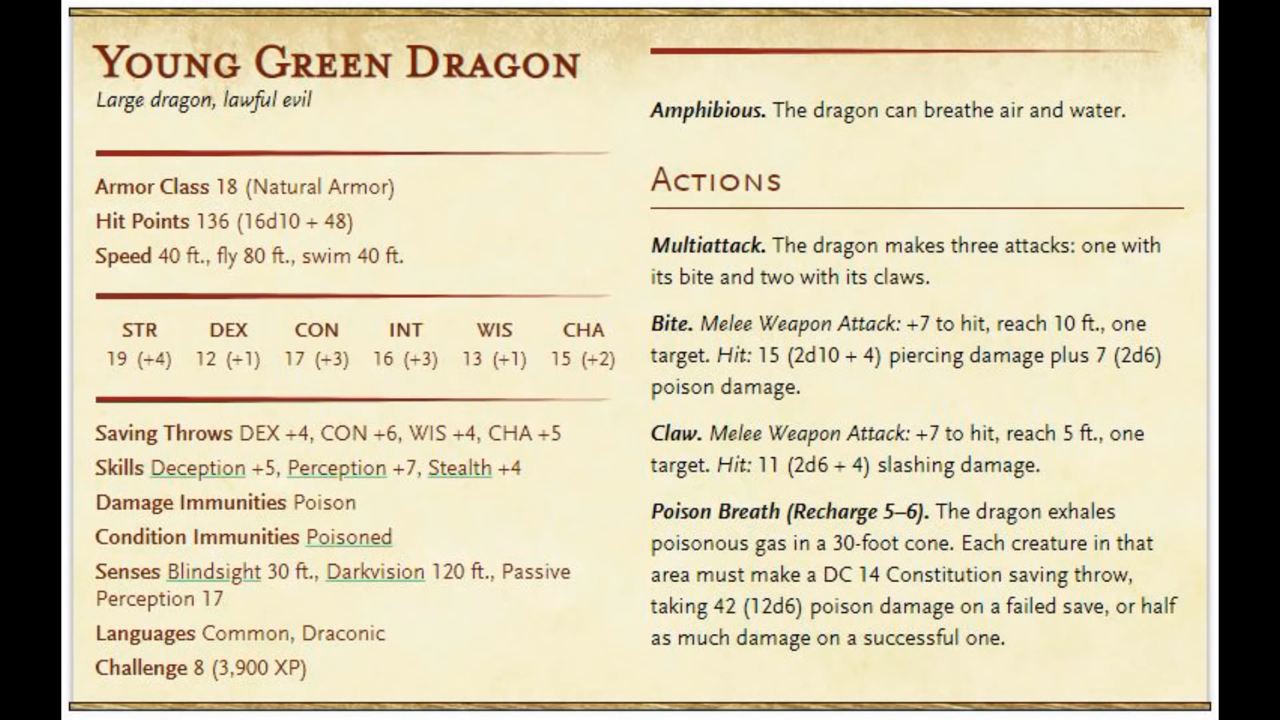 Young Green Dragon
Large dragon, lawful evil
Armor Class 18 (Natural Armor)
Hit Points 136 (16d10 + 48)
Speed 40 ft., fly 80 ft., swim 40 ft.
STR DEX CON INT WIS CHA
19 (+4) 12 (+1) 17 (+3) 16 (+3) 13 (+1) 15 (+2)
Saving Throws DEX +4, CON +6, WIS +4, CHA +5
Skills Deception +5, Perception +7, Stealth +4
Damage Immunities Poison
Condition Immunities Poisoned
Senses Blindsight 30 ft., Darkvision 120 ft., Passive
Perception 17
Languages Common, Draconic
Challenge 8 (3,900 XP)
Amphibious. The dragon can breathe air and water.
Actions
Multiattack. The dragon makes three attacks: one with
its bite and two with its claws.
Bite. Melee Weapon Attack: +7 to hit, reach 10 ft., one
target. Hit: 15 (2d10 + 4) piercing damage plus 7 (2d6)
poison damage.
Claw. Melee Weapon Attack: +7 to hit, reach 5 ft., one
target. Hit: 11 (2d6 + 4) slashing damage.
Poison Breath (Recharge 5–6). The dragon exhales
poisonous gas in a 30-foot cone. Each creature in that
area must make a DC 14 Constitution saving throw,
taking 42 (12d6) poison damage on a failed save, or half
as much damage on a successful one.